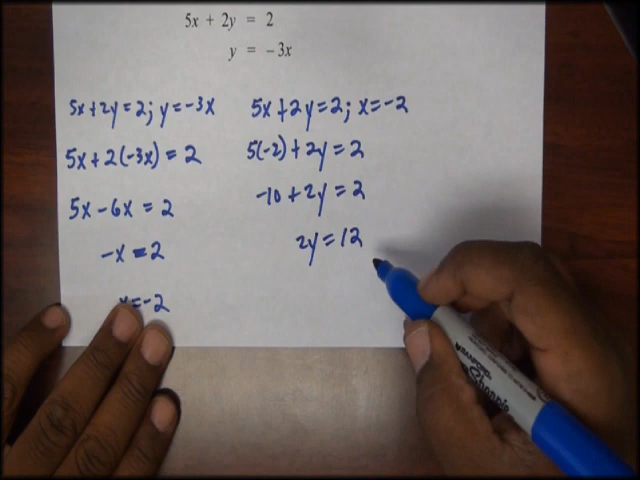 5x + 2y = 2
y = -3x
5x+2y=2; y=-3x
5x+2(-3x)=2
5x-6x=2
-x=2
x=-2
5x+2y=2; x=-2
5(-2)+2y=2
-10+2y=2
2y=12
Sharpie